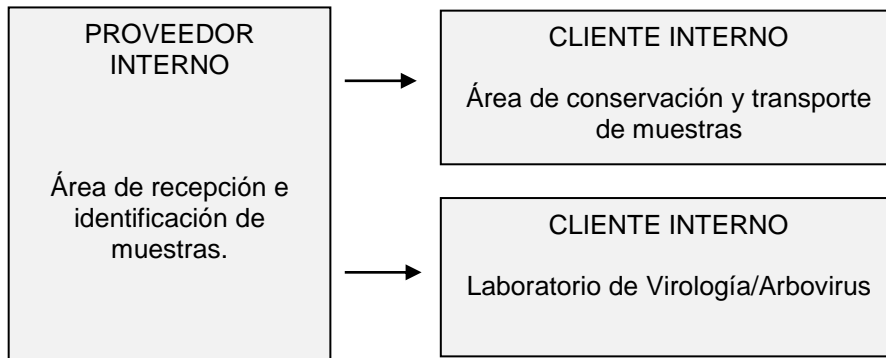 PROVEEDOR
INTERNO
Área de recepción e
identificación de
muestras.
CLIENTE INTERNO
Área de conservación y transporte
de muestras
CLIENTE INTERNO
Laboratorio de Virología/Arbovirus